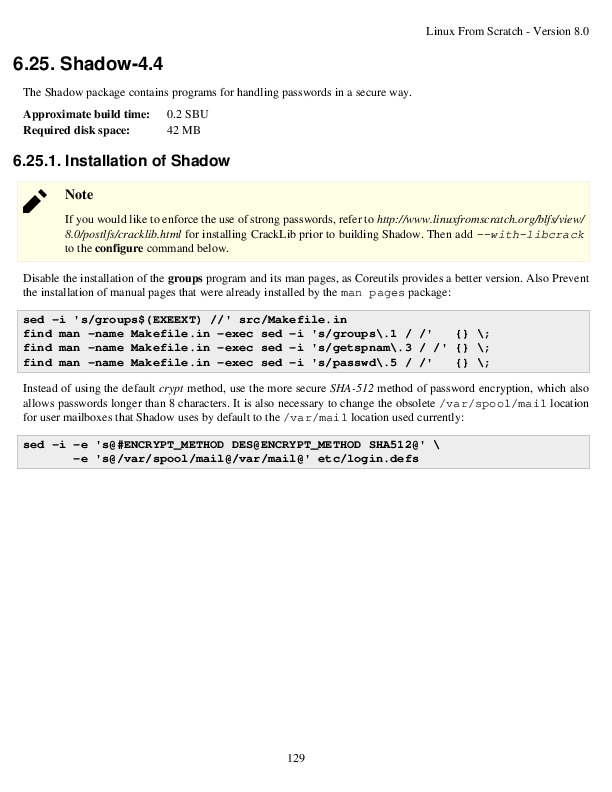 Linux From Scratch - Version 8.0
6.25. Shadow-4.4
The Shadow package contains programs for handling passwords in a secure way.
Approximate build time: 0.2 SBU
Required disk space: 42 MB
6.25.1. Installation of Shadow
Note
If you would like to enforce the use of strong passwords, refer to http://www.linuxfromscratch.org/blfs/view/
8.0/postlfs/cracklib.html for installing CrackLib prior to building Shadow. Then add --with-libcrack
to the configure command below.
Disable the installation of the groups program and its man pages, as Coreutils provides a better version. Also Prevent
the installation of manual pages that were already installed by the man pages package:
sed -i 's/groups$(EXEEXT) //' src/Makefile.in
find man -name Makefile.in -exec sed -i 's/groups\.1 / /' {} \;
find man -name Makefile.in -exec sed -i 's/getspnam\.3 / /' {} \;
find man -name Makefile.in -exec sed -i 's/passwd\.5 / /' {} \;
Instead of using the default crypt method, use the more secure SHA-512 method of password encryption, which also
allows passwords longer than 8 characters. It is also necessary to change the obsolete /var/spool/mail location
for user mailboxes that Shadow uses by default to the /var/mail location used currently:
sed -i -e 's@#ENCRYPT_METHOD DES@ENCRYPT_METHOD SHA512@' \
-e 's@/var/spool/mail@/var/mail@' etc/login.defs
129